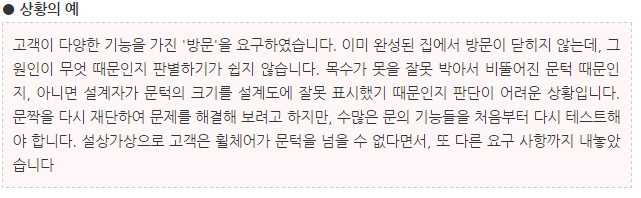 ● 상황의 예
고객이 다양한 기능을 가진 '방문'을 요구하였습니다. 이미 완성된 집에서 방문이 닫히지 않는데, 그
원인이 무엇 때문인지 판별하기가 쉽지 않습니다. 목수가 못을 잘못 박아서 비뚤어진 문턱 때문인
지, 아니면 설계자가 문턱의 크기를 설계도에 잘못 표시했기 때문인지 판단이 어려운 상황입니다.
문짝을 다시 재단하여 문제를 해결해 보려고 하지만, 수많은 문의 기능들을 처음부터 다시 테스트해
야 합니다. 설상가상으로 고객은 휠체어가 문턱을 넘을 수 없다면서, 또 다른 요구 사항까지 내놓았
습니다